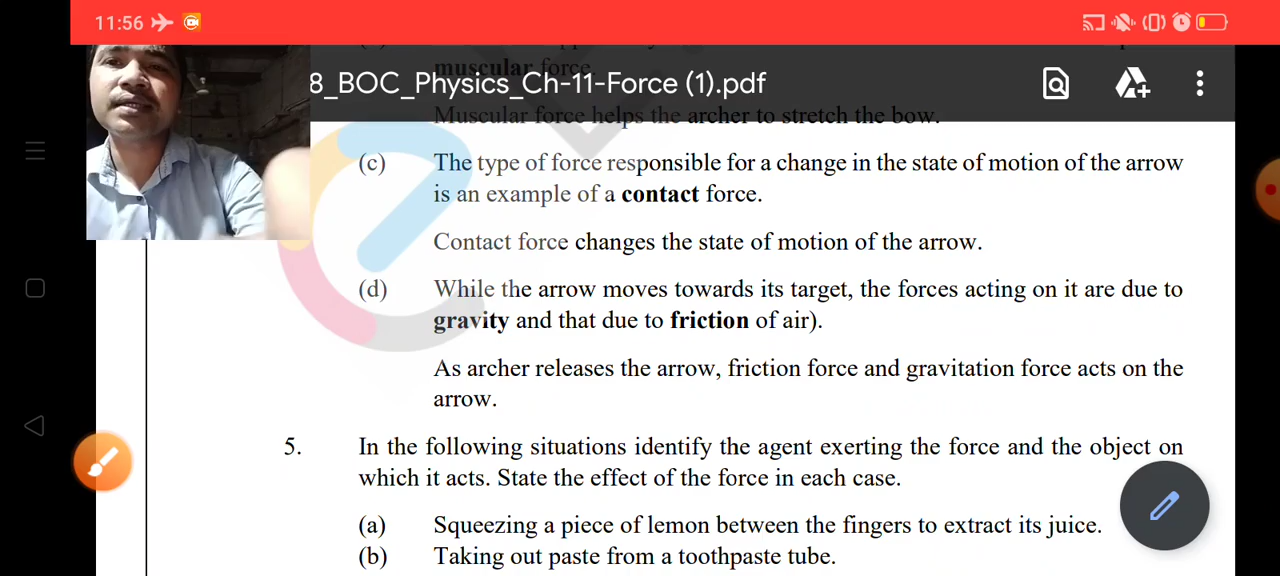 11:56
muscular force.
8_BOC_Physics_Ch-11-Force (1).pdf
Muscular force helps the archer to stretch the bow.
(c) The type of force responsible for a change in the state of motion of the arrow
is an example of a contact force.
Contact force changes the state of motion of the arrow.
(d) While the arrow moves towards its target, the forces acting on it are due to
gravity and that due to friction of air).
As archer releases the arrow, friction force and gravitation force acts on the
arrow.
5. In the following situations identify the agent exerting the force and the object on
which it acts. State the effect of the force in each case.
(a) Squeezing a piece of lemon between the fingers to extract its juice.
(b) Taking out paste from a toothpaste tube.